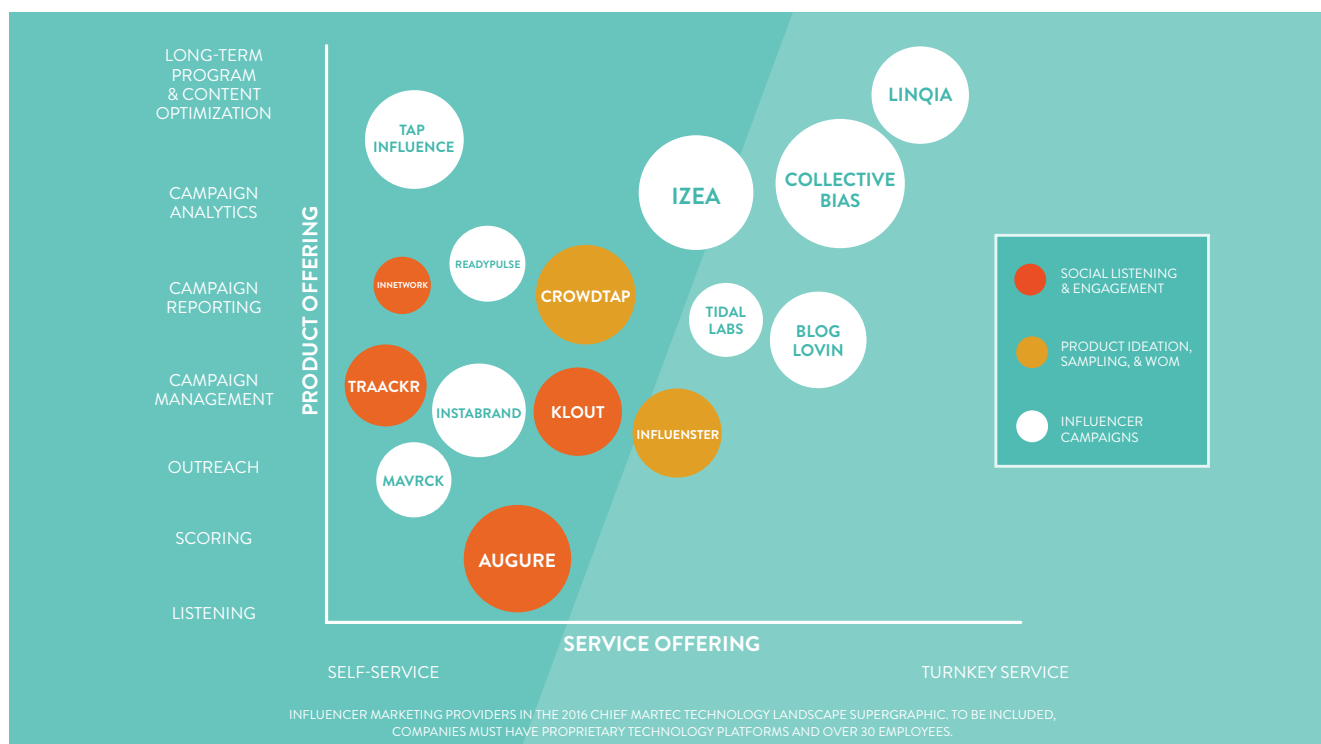 LONG-TERM
PROGRAM
& CONTENT
OPTIMIZATION
CAMPAIGN
ANALYTICS
CAMPAIGN
REPORTING
CAMPAIGN
MANAGEMENT
OUTREACH
SCORING
LISTENING
PRODUCT OFFERING
LINQIA
TAP
INFLUENCE
COLLECTIVE
BIAS
IZEA
READYPULSE
INNETWORK
CROWDTAP
TIDAL
LABS
BLOG
LOVIN
TRAACKR
INSTABRAND
KLOUT
INFLUENSTER
MAVRCK
AUGURE
SOCIAL LISTENING
& ENGAGEMENT
PRODUCT IDEATION,
SAMPLING, & WOM
INFLUENCER
CAMPAIGNS
SERVICE OFFERING
SELF-SERVICE
TURNKEY SERVICE
INFLUENCER MARKETING PROVIDERS IN THE 2016 CHIEF MARTEC TECHNOLOGY LANDSCAPE SUPERGRAPHIC. TO BE INCLUDED,
COMPANIES MUST HAVE PROPRIETARY TECHNOLOGY PLATFORMS AND OVER 30 EMPLOYEES.